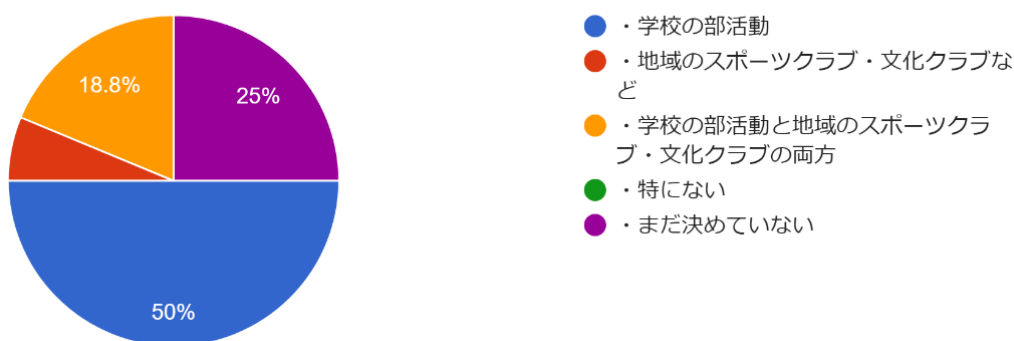 18.8%
25%
50%
・学校の部活動
・地域のスポーツクラブ・文化クラブな
ど
・学校の部活動と地域のスポーツクラ
ブ・文化クラブの両方
・特にない
・まだ決めていない